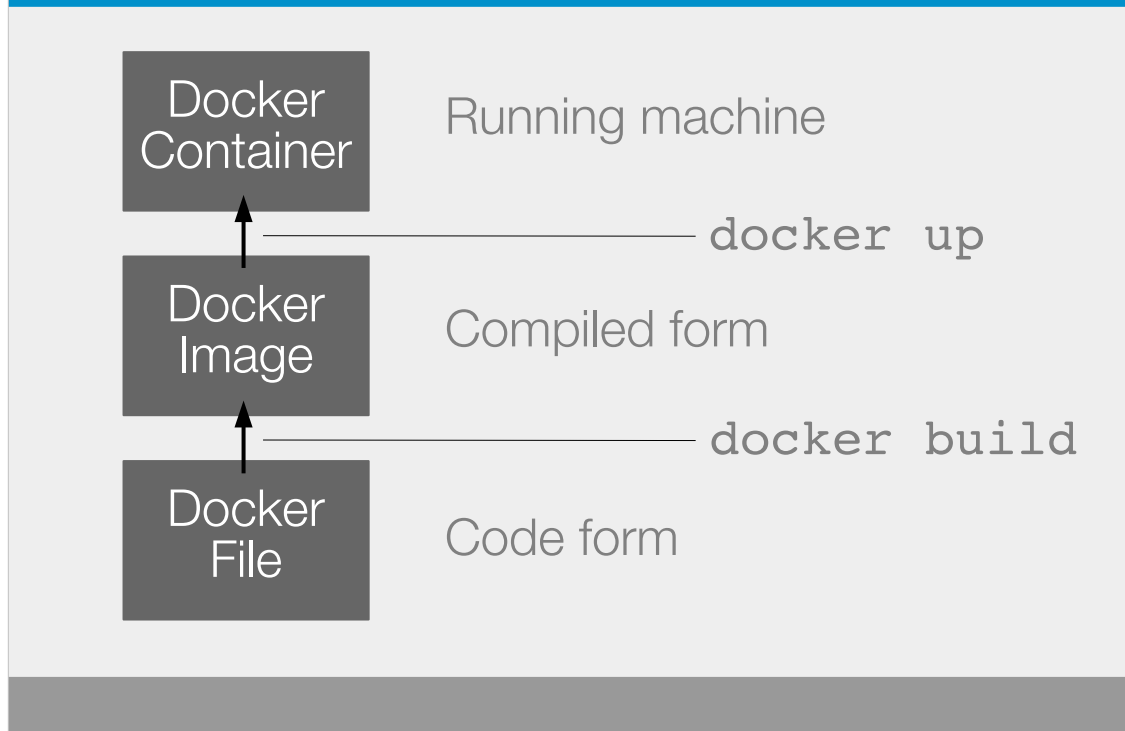 Docker
Container
Running machine
docker up
Docker
Image
Compiled form
docker build
Docker
File
Code form